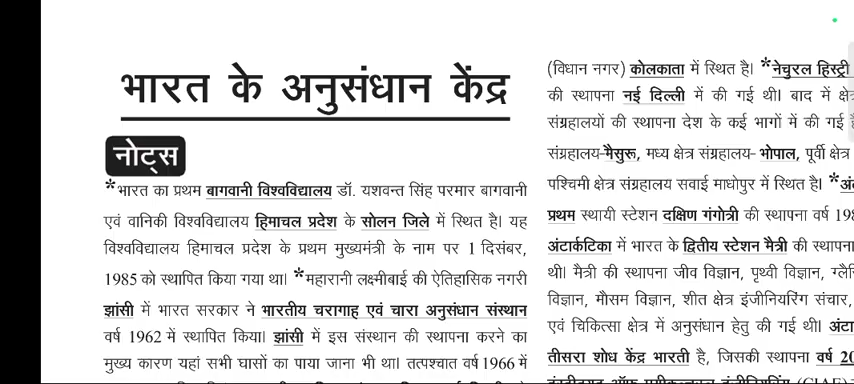 भारत के अनुसंधान केंद्र
नोट्स
*भारत का प्रथम बागवानी विश्वविद्यालय डॉ. यशवन्त सिंह परमार बागवानी
एवं वानिकी विश्वविद्यालय हिमाचल प्रदेश के सोलन जिले में स्थित है। यह
विश्वविद्यालय हिमाचल प्रदेश के प्रथम मुख्यमंत्री के नाम पर 1 दिसंबर,
1985 को स्थापित किया गया था। *महारानी लक्ष्मीबाई की ऐतिहासिक नगरी
झांसी में भारत सरकार ने भारतीय चरागाह एवं चारा अनुसंधान संस्थान
वर्ष 1962 में स्थापित किया। झांसी में इस संस्थान की स्थापना करने का
मुख्य कारण यहां सभी घासों का पाया जाना भी था। तत्पश्चात वर्ष 1966 में
(विधान नगर) कोलकाता में स्थित है। *नेचुरल हिस्ट्री
की स्थापना नई दिल्ली में की गई थी। बाद में
संग्रहालयों की स्थापना देश के कई भागों में की गई
संग्रहालय-मैसुरू, मध्य क्षेत्र संग्रहालय- भोपाल, पूर्वी क्षेत्र
पश्चिमी क्षेत्र संग्रहालय सवाई माधोपुर में स्थित है। *
प्रथम स्थायी स्टेशन दक्षिण गंगोत्री की स्थापना वर्ष
अंटार्कटिका में भारत के द्वितीय स्टेशन मैत्री की स्थापना
थी। मैत्री की स्थापना जीव विज्ञान, पृथ्वी विज्ञान,
विज्ञान, मौसम विज्ञान, शीत क्षेत्र इंजीनियरिंग संचार,
एवं चिकित्सा क्षेत्र में अनुसंधान हेतु की गई थी।
तीसरा शोध केंद्र भारती है, जिसकी स्थापना वर्ष